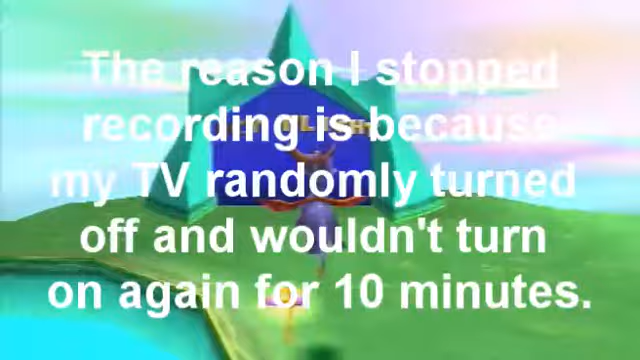 The reason I stopped
recording is because
my TV randomly turned
off and wouldn't turn
on again for 10 minutes.